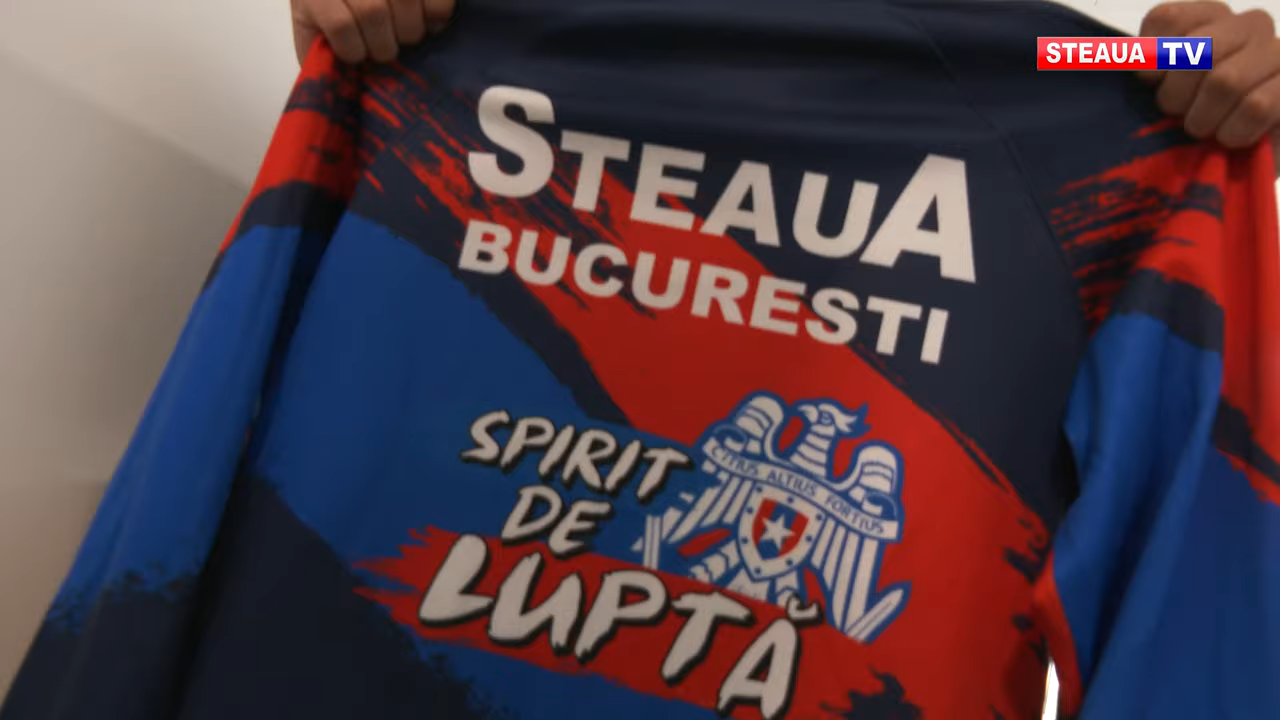 STEAUA TV
STEAUA
BUCURESTI
SPIRIT
DE
LUPTĂ
CITIUS ALTIUS FORTIUS